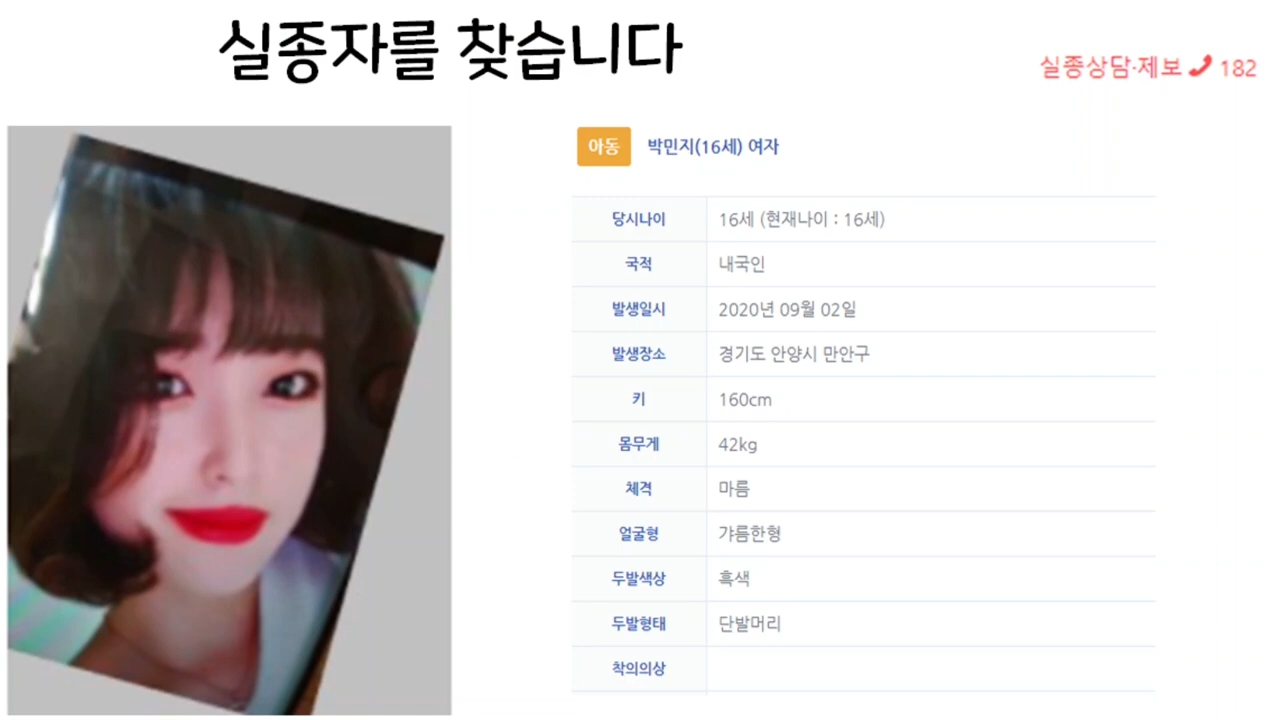 실종자를 찾습니다
실종상담·제보 182
아동 박민지(16세) 여자
당시나이 16세 (현재나이 : 16세)
국적 내국인
발생일시 2020년 09월 02일
발생장소 경기도 안양시 만안구
키 160cm
몸무게 42kg
체격 마름
얼굴형 갸름한형
두발색상 흑색
두발형태 단발머리
착의의상